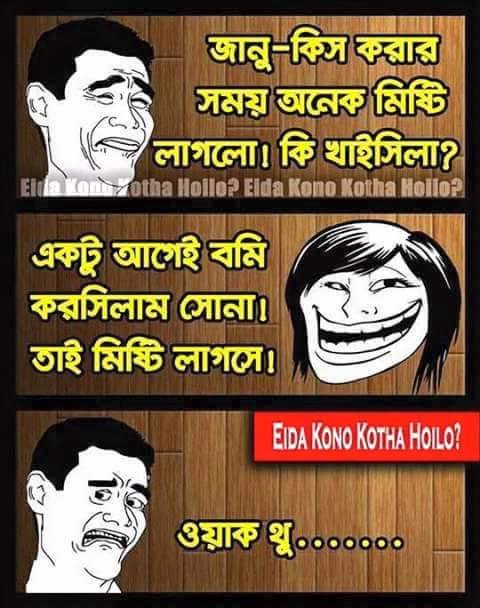 জানু-কিস করার
সময় অনেক মিষ্টি
লাগলো! কি খাইসিলা?
Eida Kono Kotha Hoilo? Eida Kono Kotha Hoilo?
একটু আগেই বমি
করসিলাম সোনা!
তাই মিষ্টি লাগসে!
EIDA KONO KOTHA HOILO?
ওয়াক থু.......